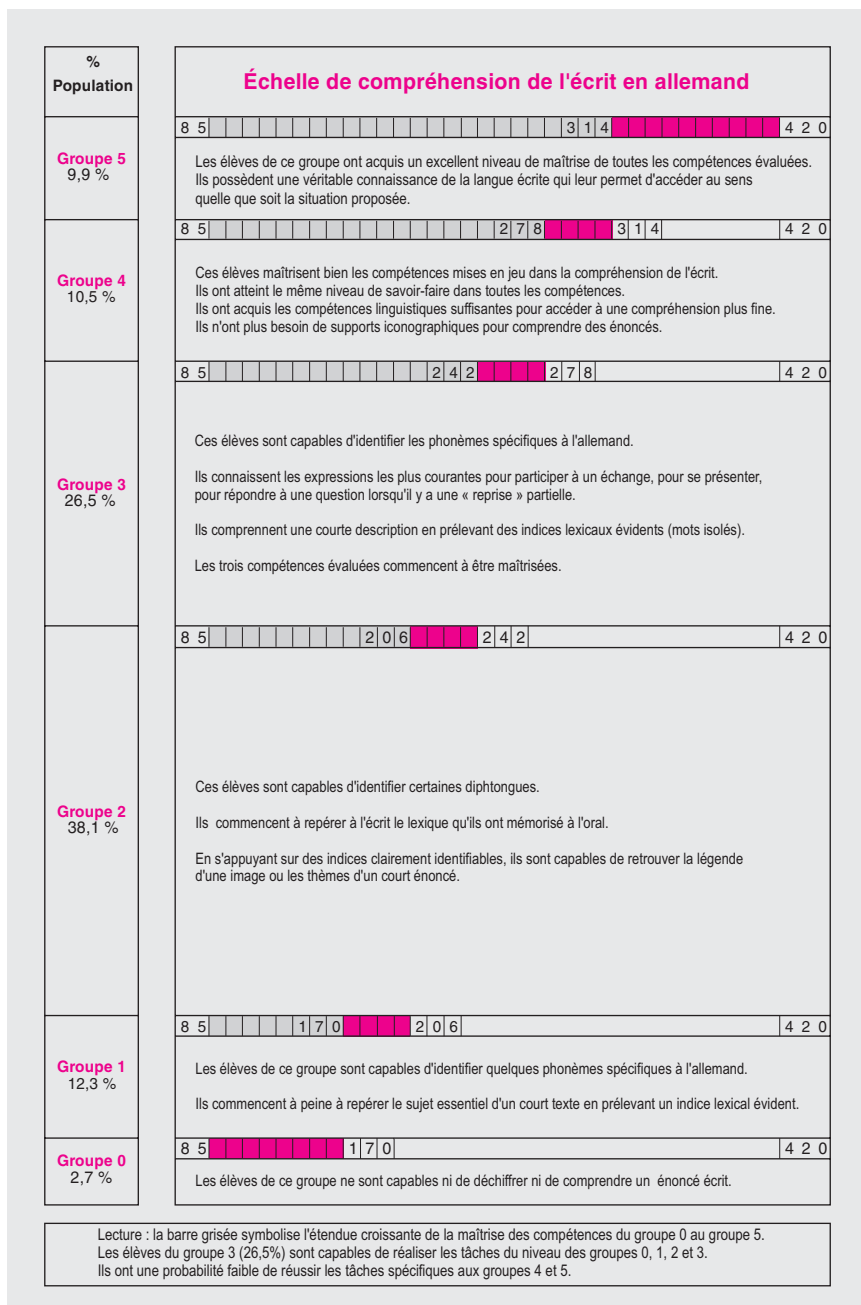 %
Population
Échelle de compréhension de l'écrit en allemand
85 314 420
Groupe 5
9,9 %
Les élèves de ce groupe ont acquis un excellent niveau de maîtrise de toutes les compétences évaluées.
Ils possèdent une véritable connaissance de la langue écrite qui leur permet d'accéder au sens
quelle que soit la situation proposée.
85 278 314 420
Groupe 4
10,5 %
Ces élèves maîtrisent bien les compétences mises en jeu dans la compréhension de l'écrit.
Ils ont atteint le même niveau de savoir-faire dans toutes les compétences.
Ils ont acquis les compétences linguistiques suffisantes pour accéder à une compréhension plus fine.
Ils n'ont plus besoin de supports iconographiques pour comprendre des énoncés.
85 242 278 420
Groupe 3
26,5 %
Ces élèves sont capables d'identifier les phonèmes spécifiques à l'allemand.
Ils connaissent les expressions les plus courantes pour participer à un échange, pour se présenter,
pour répondre à une question lorsqu'il y a une « reprise » partielle.
Ils comprennent une courte description en prélevant des indices lexicaux évidents (mots isolés).
Les trois compétences évaluées commencent à être maîtrisées.
85 206 242 420
Groupe 2
38,1 %
Ces élèves sont capables d'identifier certaines diphtongues.
Ils commencent à repérer à l'écrit le lexique qu'ils ont mémorisé à l'oral.
En s'appuyant sur des indices clairement identifiables, ils sont capables de retrouver la légende
d'une image ou les thèmes d'un court énoncé.
85 170 206 420
Groupe 1
12,3 %
Les élèves de ce groupe sont capables d'identifier quelques phonèmes spécifiques à l'allemand.
Ils commencent à peine à repérer le sujet essentiel d'un court texte en prélevant un indice lexical évident.
85 170 420
Groupe 0
2,7 %
Les élèves de ce groupe ne sont capables ni de déchiffrer ni de comprendre un énoncé écrit.
Lecture : la barre grisée symbolise l'étendue croissante de la maîtrise des compétences du groupe 0 au groupe 5.
Les élèves du groupe 3 (26,5%) sont capables de réaliser les tâches du niveau des groupes 0, 1, 2 et 3.
Ils ont une probabilité faible de réussir les tâches spécifiques aux groupes 4 et 5.